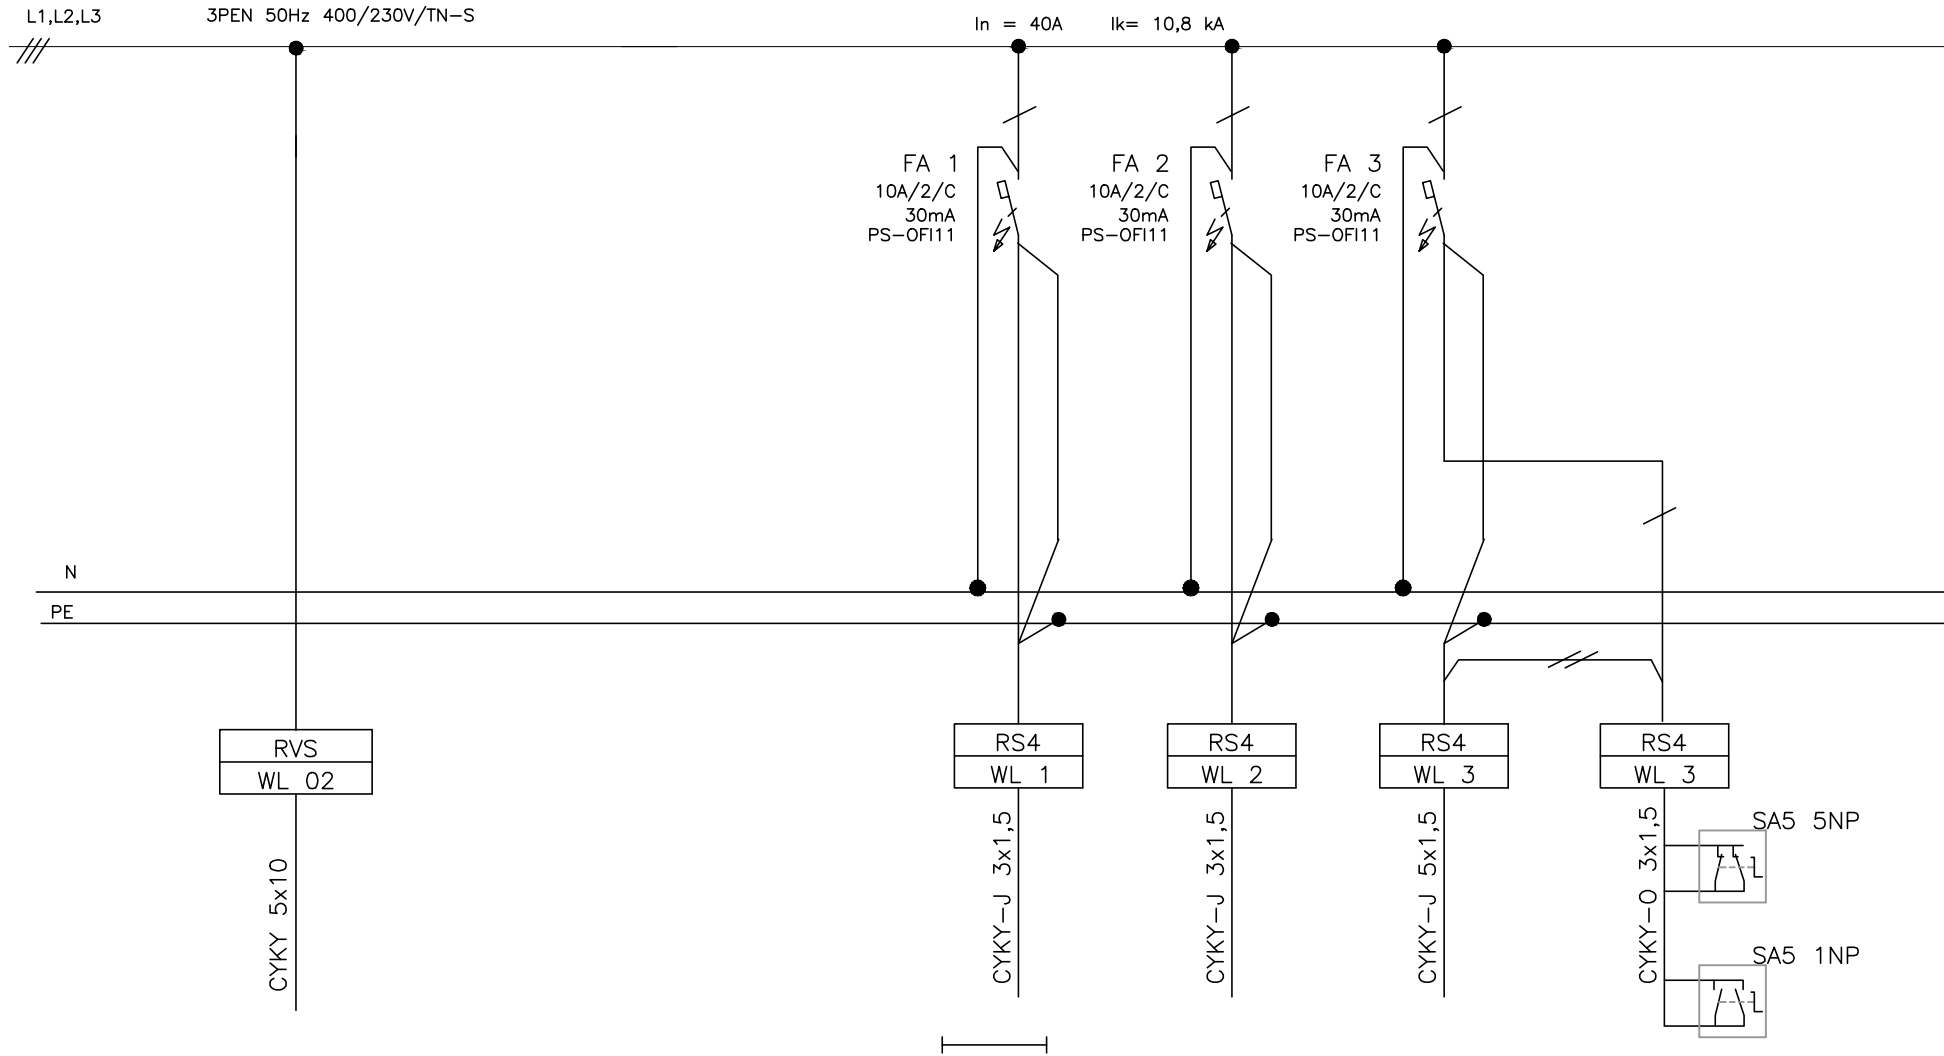 L1,L2,L3
3PEN 50Hz 400/230V/TN-S
In = 40A
Ik= 10,8 kA
FA 1
10A/2/C
30mA
PS-OFI11
FA 2
10A/2/C
30mA
PS-OFI11
FA 3
10A/2/C
30mA
PS-OFI11
N
PE
RVS
WL 02
RS4
WL 1
RS4
WL 2
RS4
WL 3
RS4
WL 3
CYKY 5x10
CYKY-J 3x1,5
CYKY-J 3x1,5
CYKY-J 5x1,5
CYKY-O 3x1,5
SA5 5NP
SA5 1NP